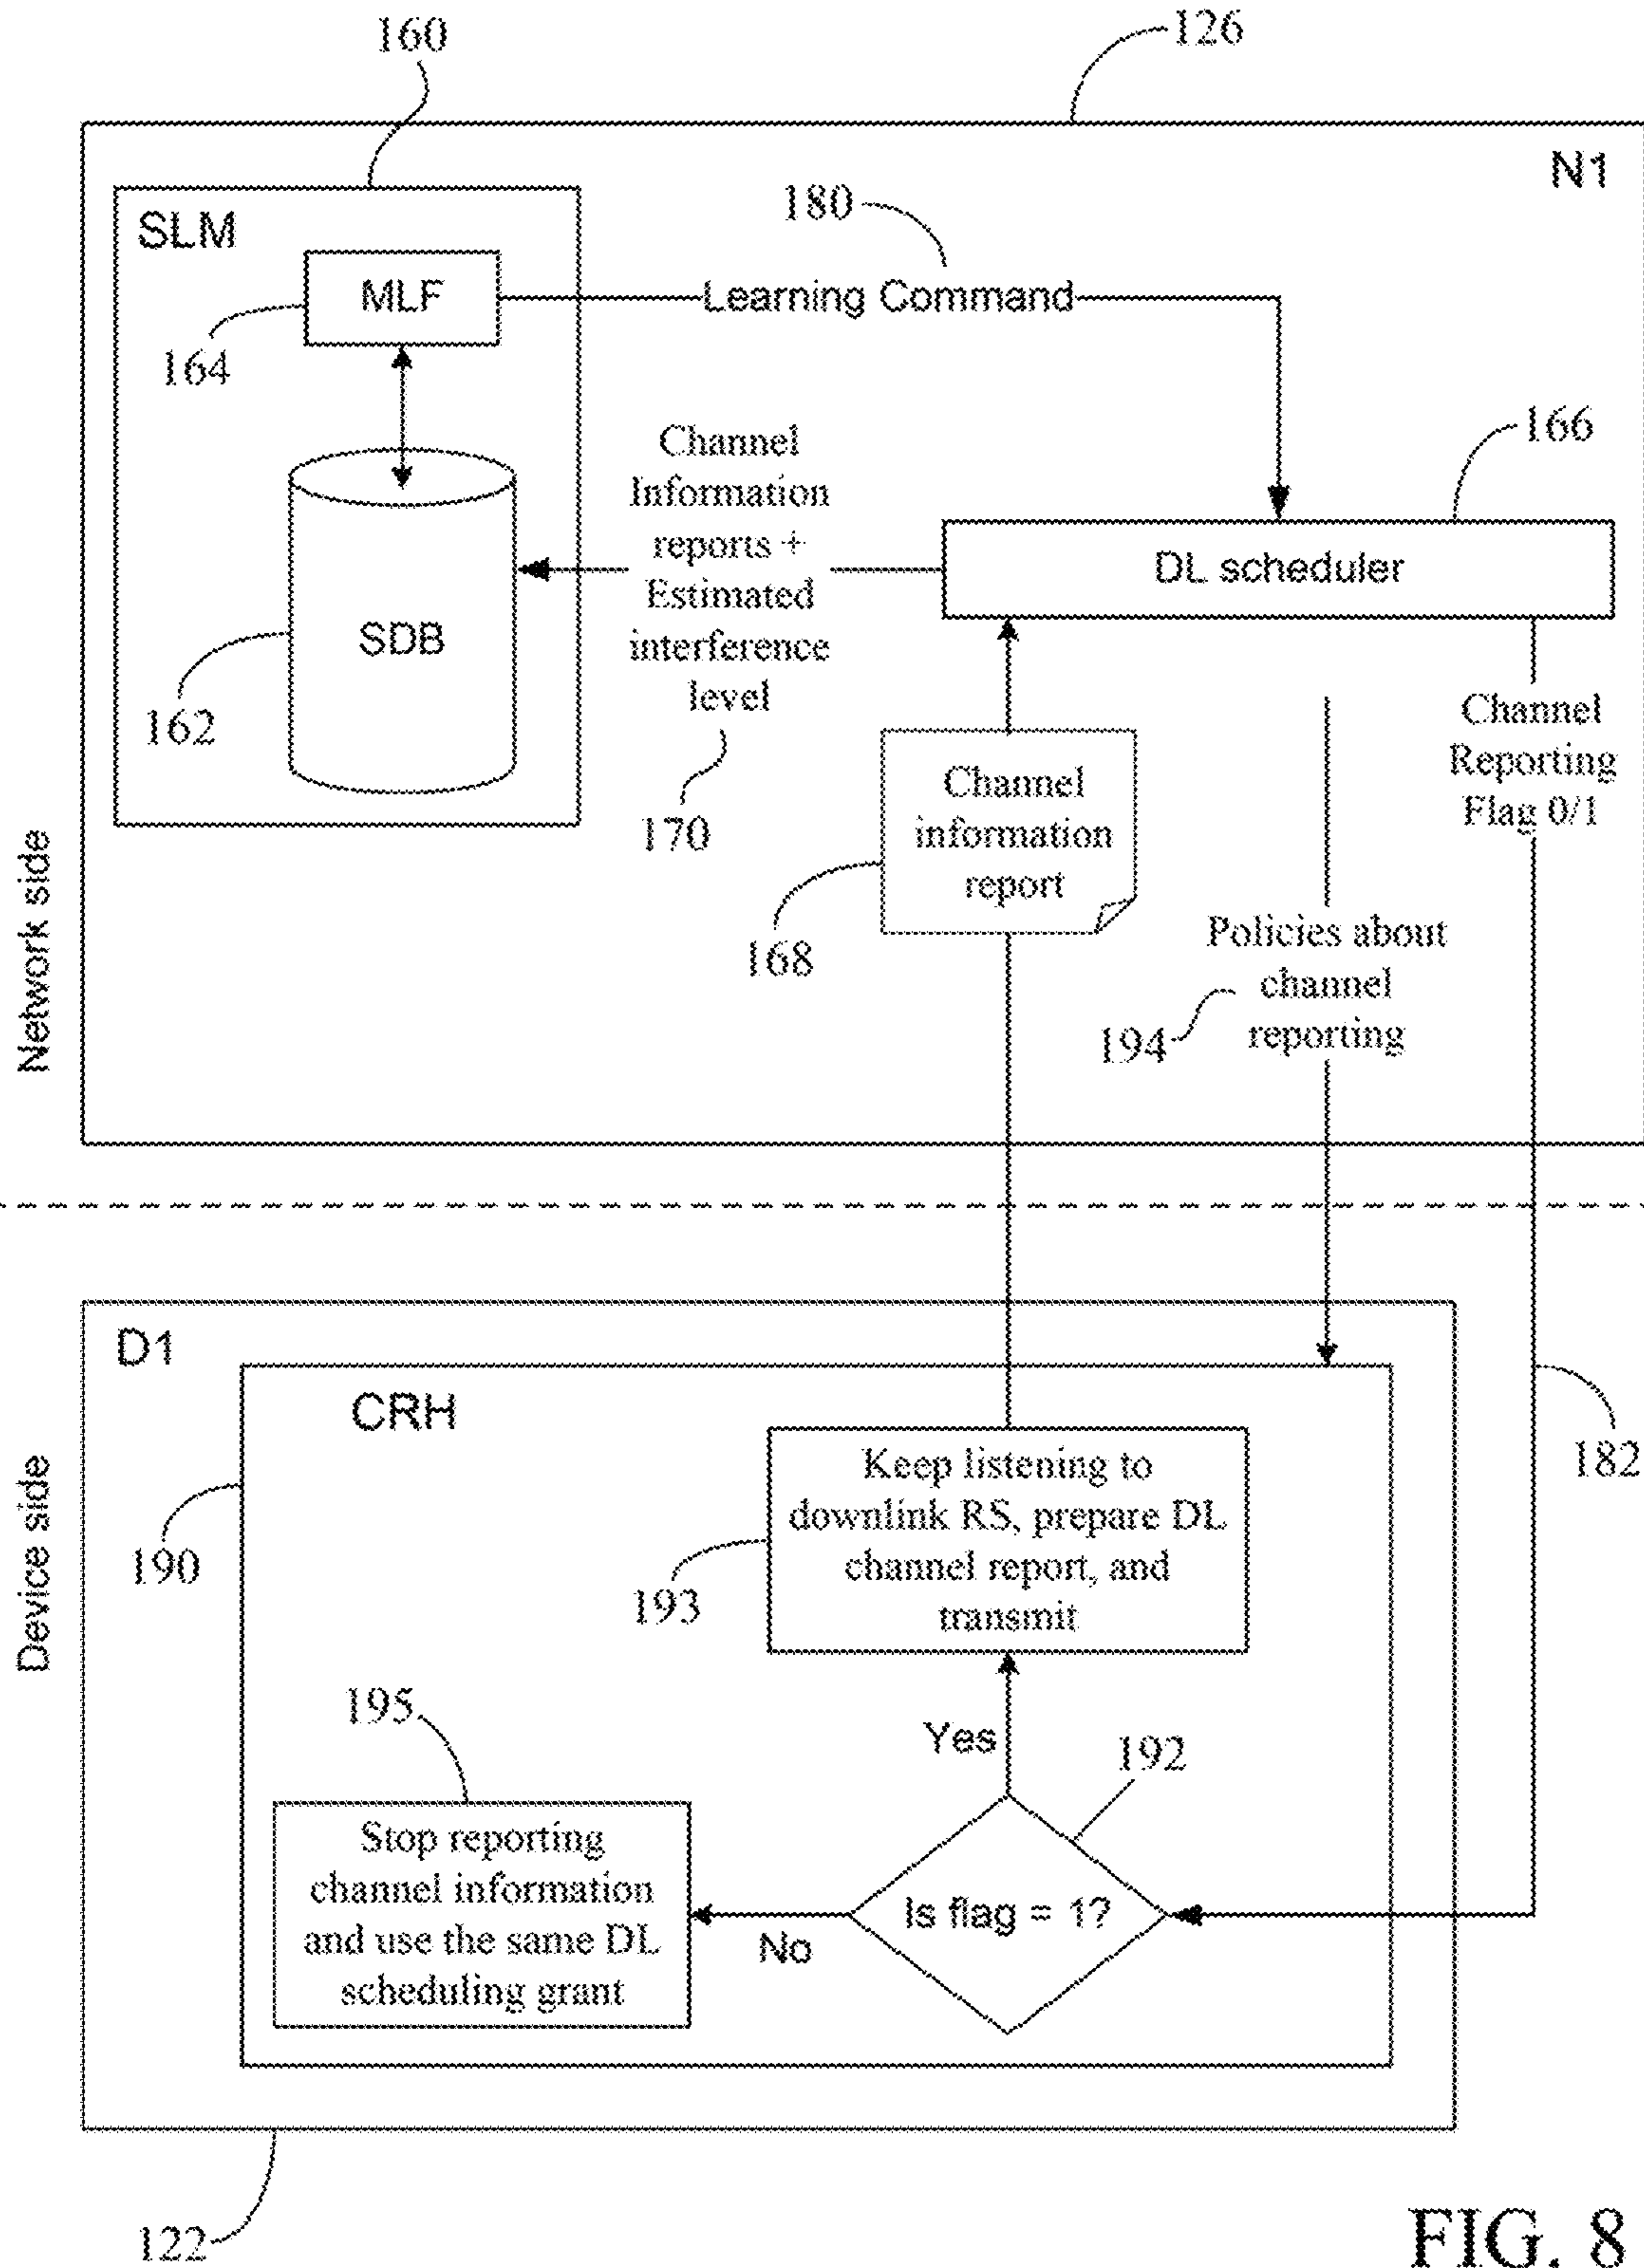 160
126
N1
SLM
180
MLF
Learning Command
164
Channel
Information
reports +
Estimated
interference
level
166
DL scheduler
SDB
162
170
Channel
information
report
168
Channel
Reporting
Flag 0/1
Policies about
channel
reporting
194
Network side
D1
CRH
182
Keep listening to
downlink RS, prepare DL
channel report, and
transmit
190
193
Device side
195
Yes
192
Stop reporting
channel information
and use the same DL
scheduling grant
No
Is flag = 1?
122
FIG. 8